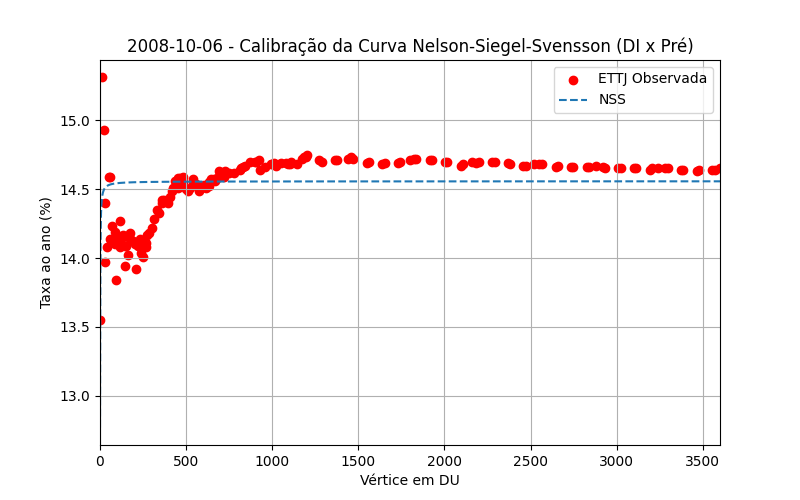 2008-10-06 - Calibração da Curva Nelson-Siegel-Svensson (DI x Pré)
ETTJ Observada
NSS
Taxa ao ano (%)
15.0
14.5
14.0
13.5
13.0
0 500 1000 1500 2000 2500 3000 3500
Vértice em DU